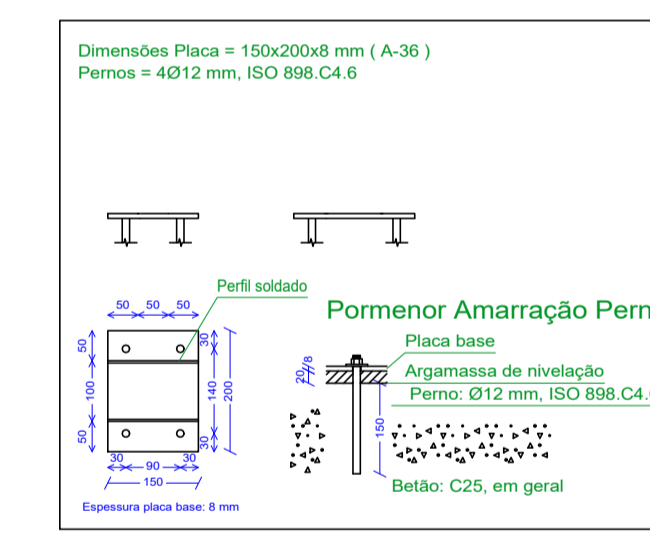 Dimensões Placa = 150x200x8 mm ( A-36 )
Pernos = 4Ø12 mm, ISO 898.C4.6
Perfil soldado
50 50 50
50
100
50
30
140
30
200
30 90 30
150
Espessura placa base: 8 mm
Pormenor Amarração Pern
Placa base
20 8
Argamassa de nivelação
Perno: Ø12 mm, ISO 898.C4.
150
Betão: C25, em geral